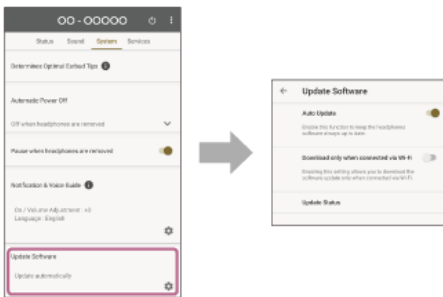 OO - OOOOO
Status Sound System Services
Determines Optimal Earbud Tips
Automatic Power Off
Off when headphones are removed
Pause when headphones are removed
Notification & Voice Guide
On / Volume Adjustment : ±0
Language : English
Update Software
Update automatically
Update Software
Auto Update
Enable this function to keep the headphones
software always up to date.
Download only when connected via Wi-Fi
Enabling this setting allows you to download the
software update only when connected via Wi-Fi.
Update Status